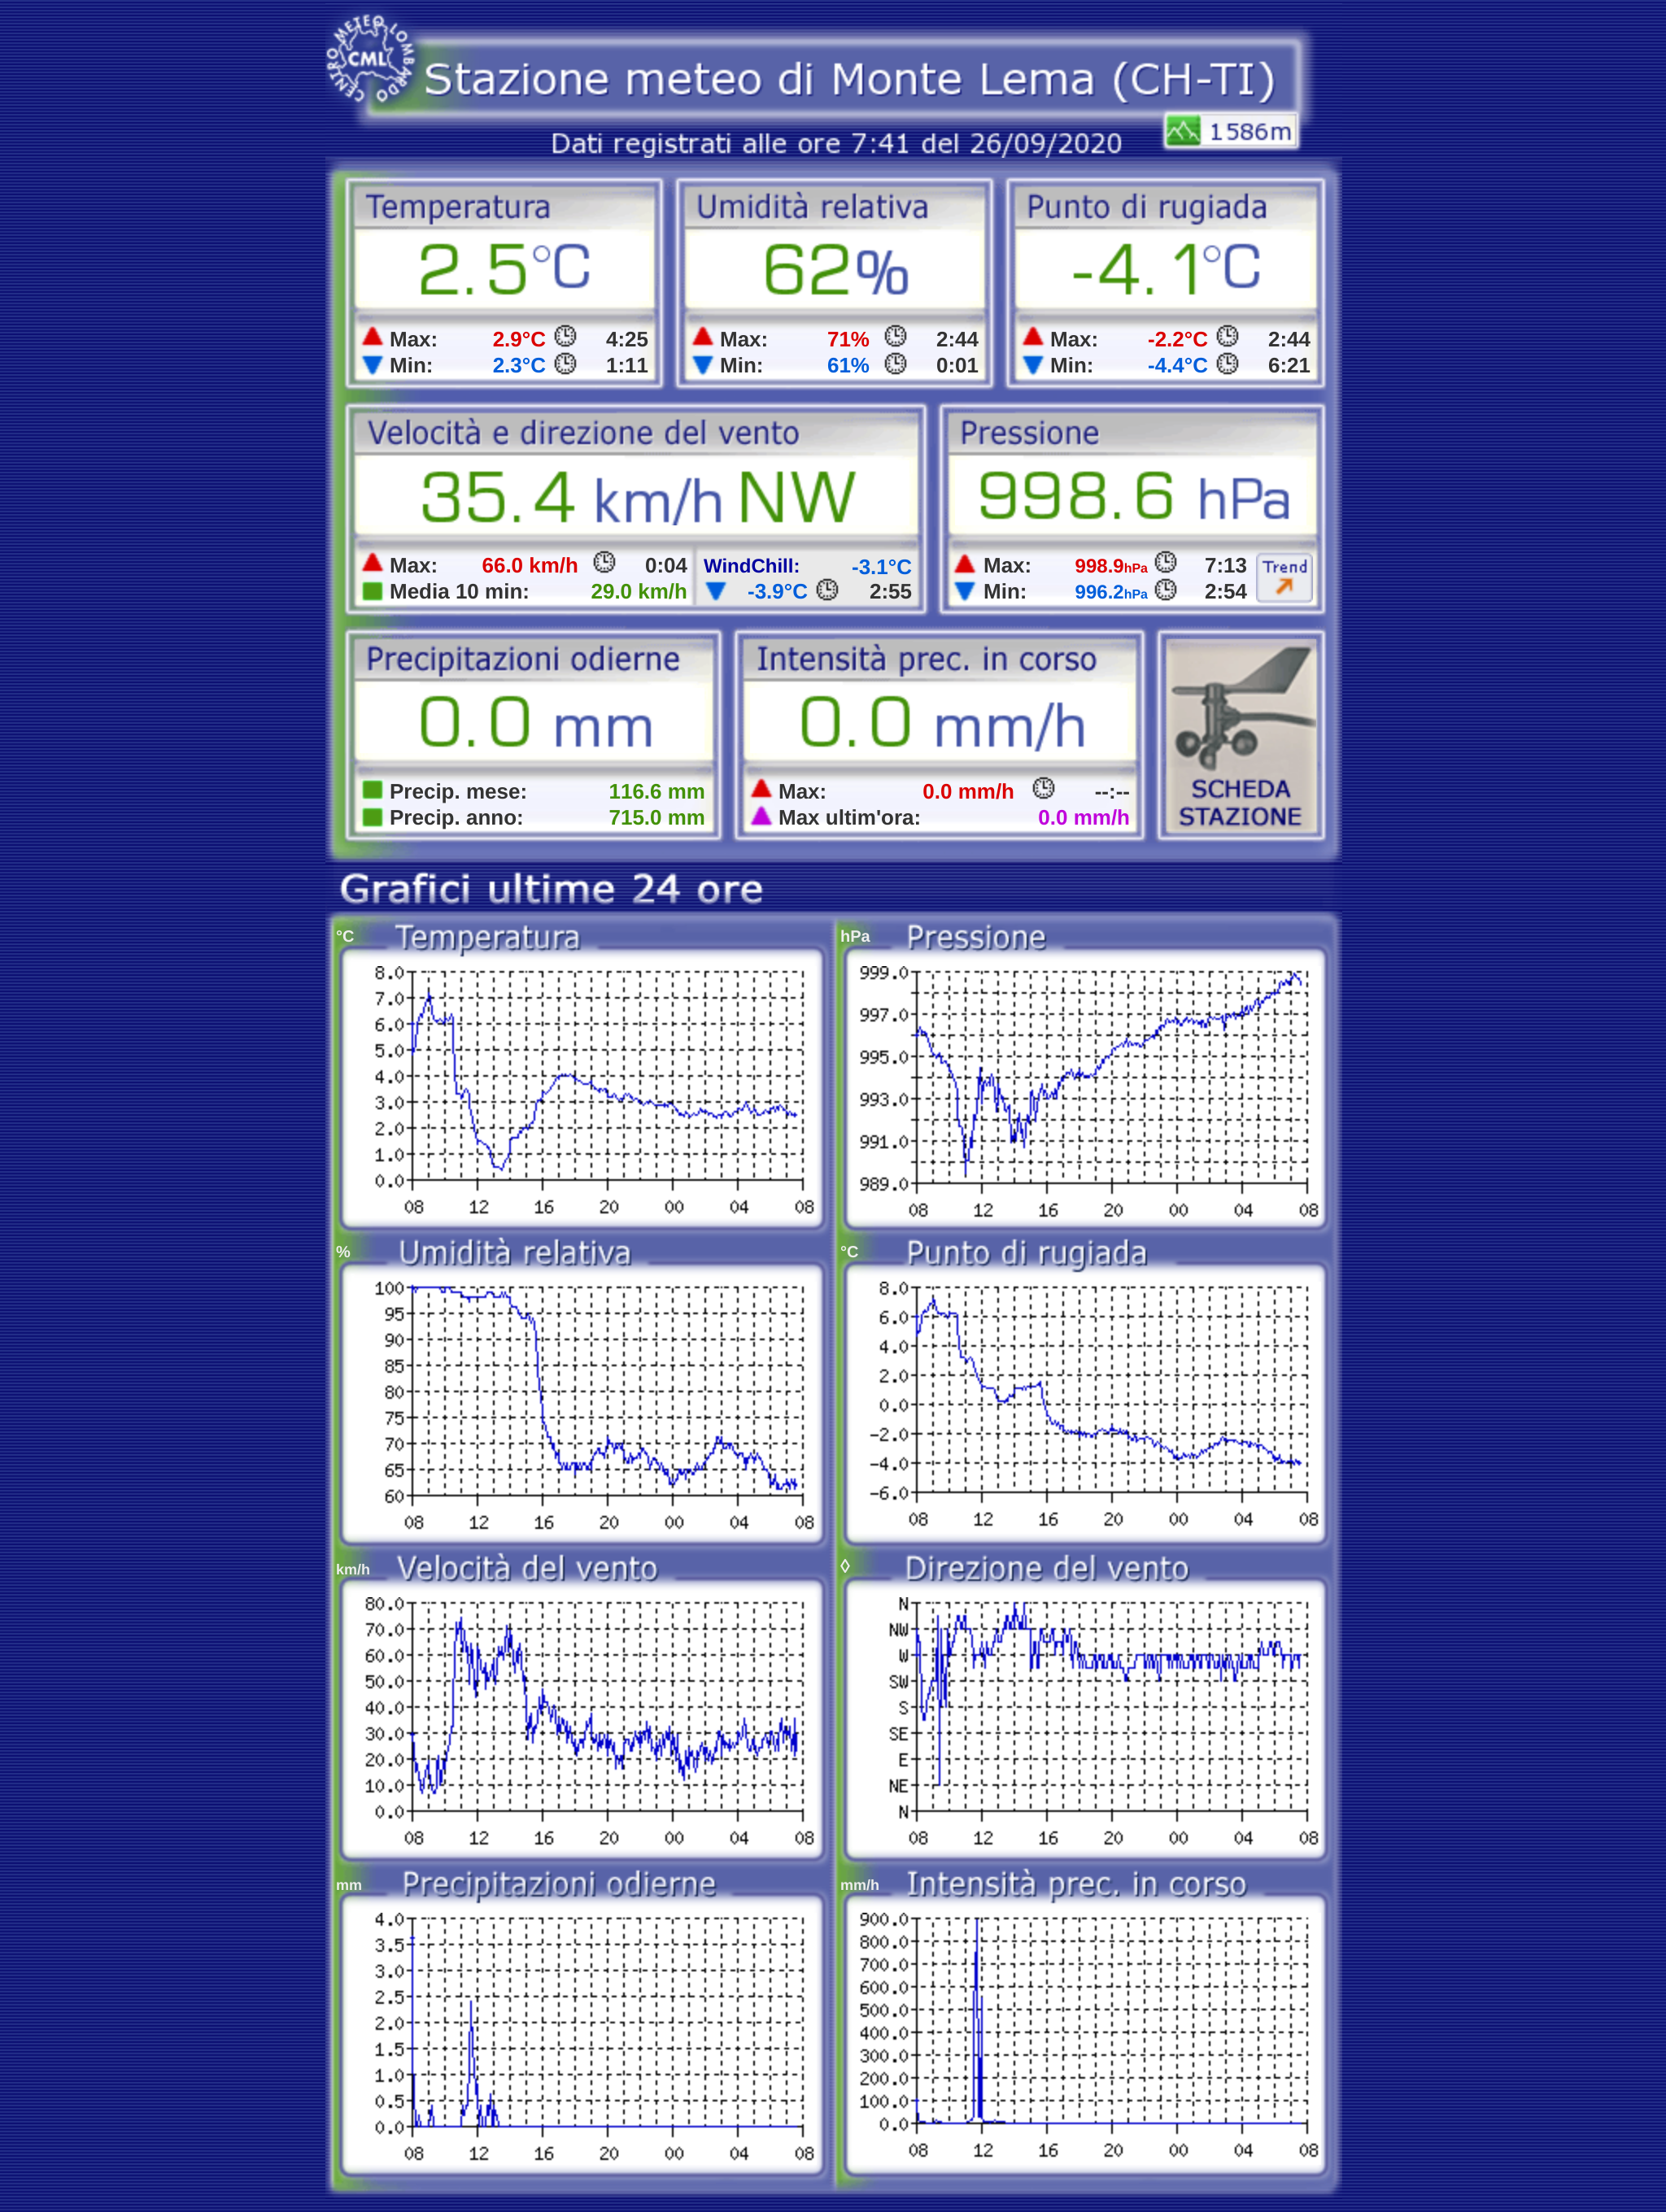 CENTRO METEO LOMBARDO
CML
Stazione meteo di Monte Lema (CH-TI)
1586m
Dati registrati alle ore 7:41 del 26/09/2020
Temperatura Umidità relativa Punto di rugiada
2.5°C 62% -4.1°C
Max: 2.9°C 4:25 Max: 71% 2:44 Max: -2.2°C 2:44
Min: 2.3°C 1:11 Min: 61% 0:01 Min: -4.4°C 6:21
Velocità e direzione del vento Pressione
35.4 km/h NW 998.6 hPa
Max: 66.0 km/h 0:04 WindChill: -3.1°C Max: 998.9hPa 7:13 Trend
Media 10 min: 29.0 km/h -3.9°C 2:55 Min: 996.2hPa 2:54
Precipitazioni odierne Intensità prec. in corso
0.0 mm 0.0 mm/h
Precip. mese: 116.6 mm Max: 0.0 mm/h --:-- SCHEDA
Precip. anno: 715.0 mm Max ultim'ora: 0.0 mm/h STAZIONE
Grafici ultime 24 ore
°C Temperatura
8.0
7.0
6.0
5.0
4.0
3.0
2.0
1.0
0.0
08 12 16 20 00 04 08
hPa Pressione
999.0
997.0
995.0
993.0
991.0
989.0
08 12 16 20 00 04 08
% Umidità relativa
100
95
90
85
80
75
70
65
60
08 12 16 20 00 04 08
°C Punto di rugiada
8.0
6.0
4.0
2.0
0.0
-2.0
-4.0
-6.0
08 12 16 20 00 04 08
km/h Velocità del vento
80.0
70.0
60.0
50.0
40.0
30.0
20.0
10.0
0.0
08 12 16 20 00 04 08
◊ Direzione del vento
N
NW
W
SW
S
SE
E
NE
N
08 12 16 20 00 04 08
mm Precipitazioni odierne
4.0
3.5
3.0
2.5
2.0
1.5
1.0
0.5
0.0
08 12 16 20 00 04 08
mm/h Intensità prec. in corso
900.0
800.0
700.0
600.0
500.0
400.0
300.0
200.0
100.0
0.0
08 12 16 20 00 04 08